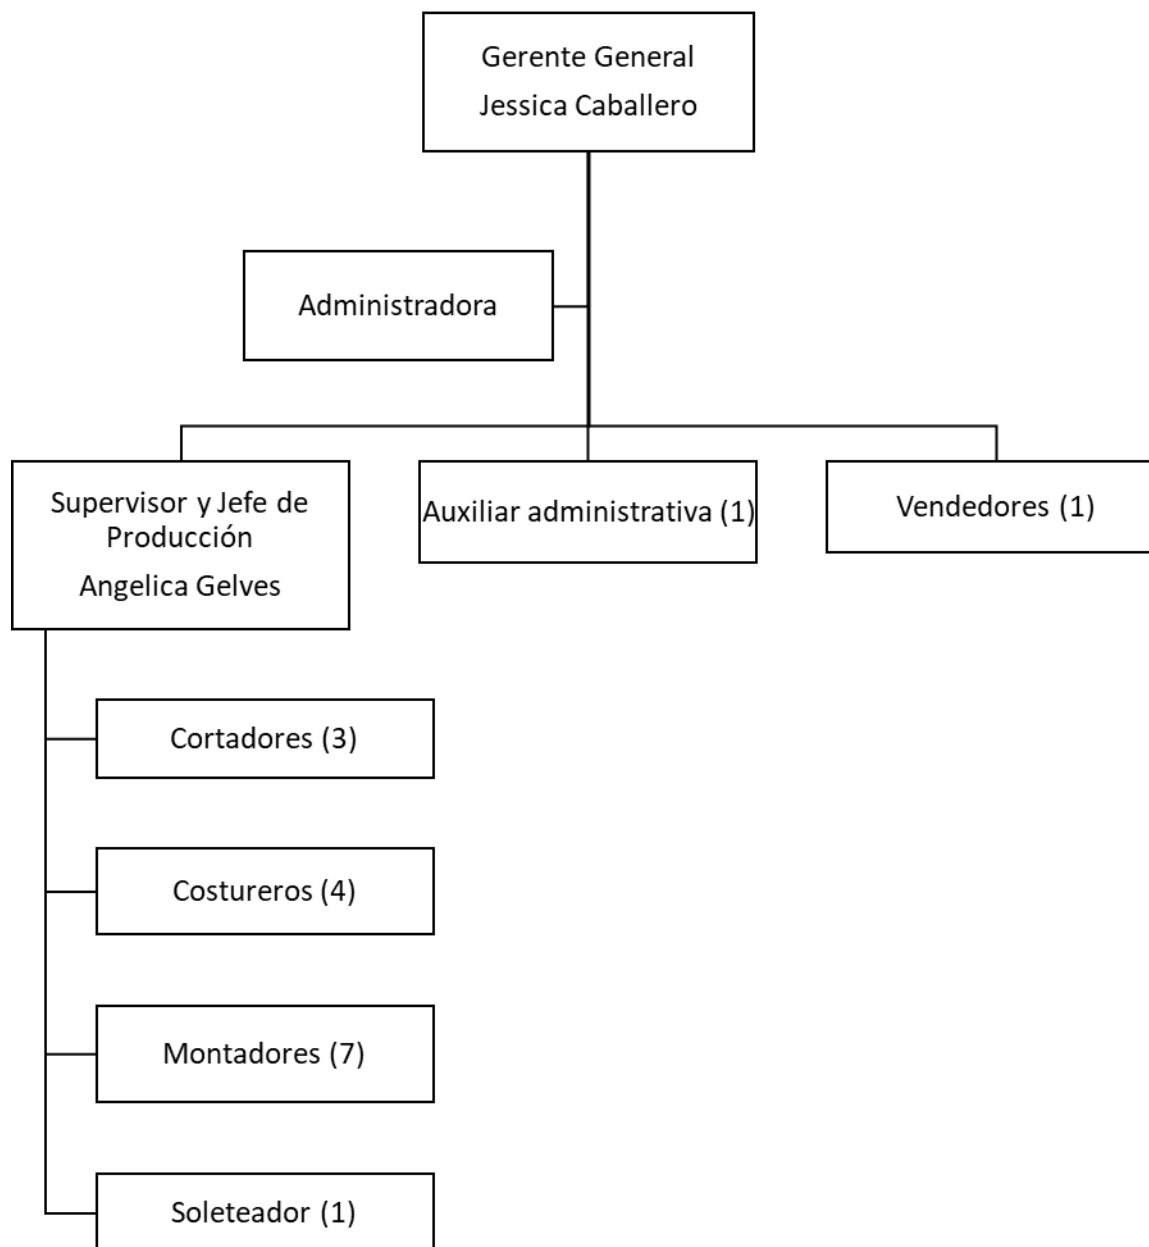 Gerente General
Jessica Caballero
Administradora
Supervisor y Jefe de
Producción
Angelica Gelves
Auxiliar administrativa (1)
Vendedores (1)
Cortadores (3)
Costureros (4)
Montadores (7)
Soleteador (1)